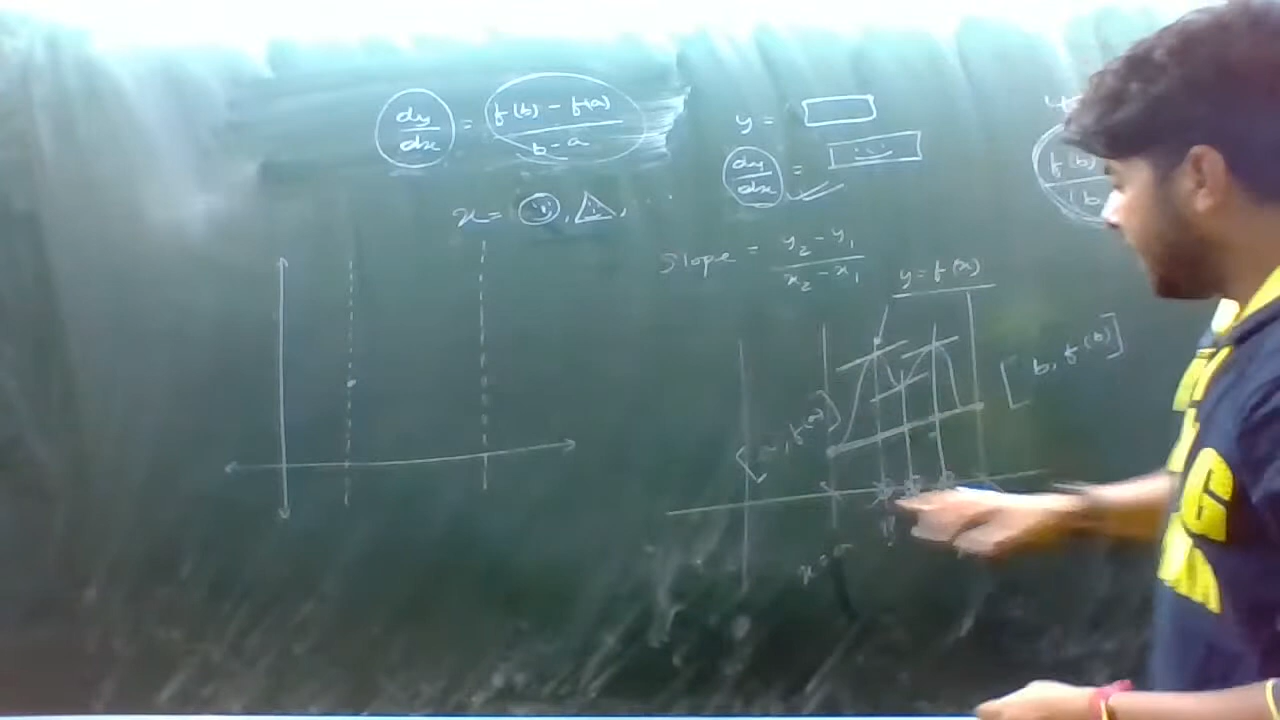 dy/dx = f(b) - f(a) / b - a
x = , , ...
y =
dy/dx =
Slope = y₂ - y₁ / x₂ - x₁
y = f(x)
[b, f(b)]
f(b)